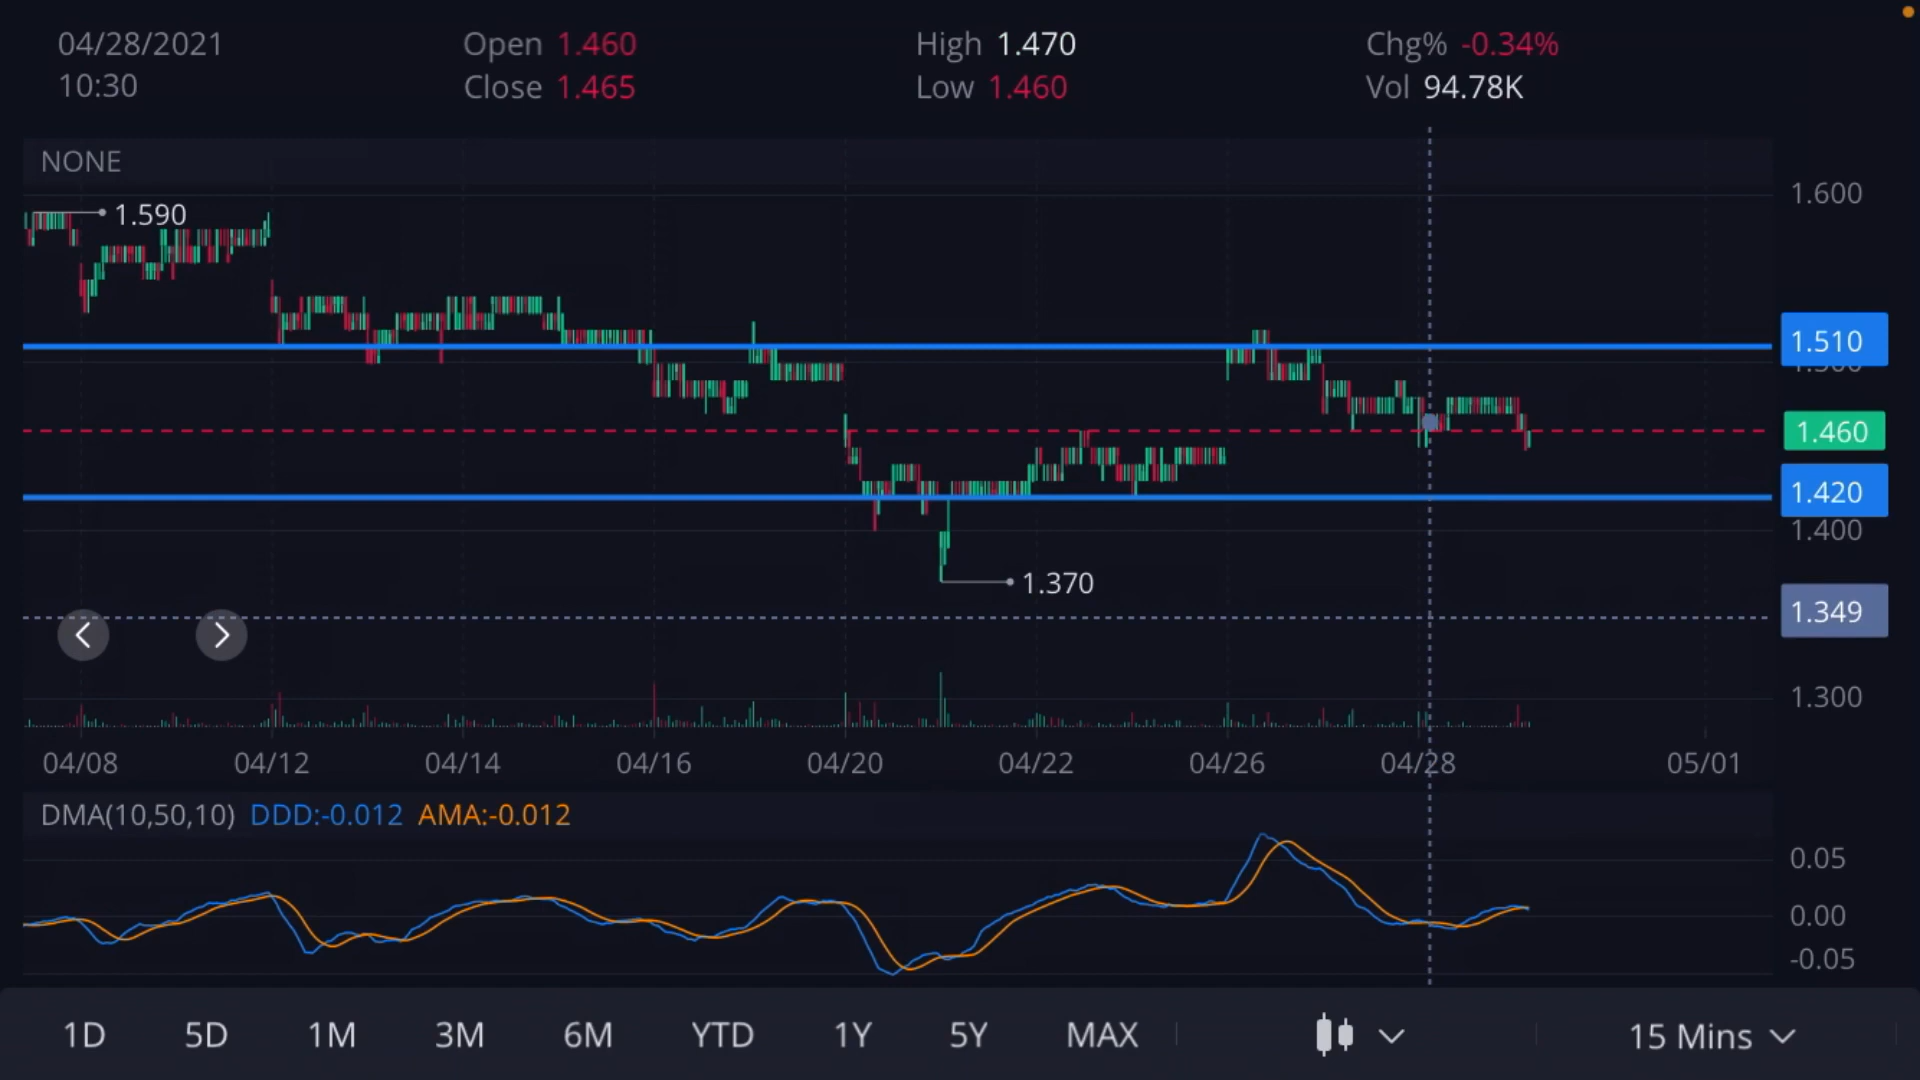 04/28/2021 Open 1.460 High 1.470 Chg% -0.34%
10:30 Close 1.465 Low 1.460 Vol 94.78K
NONE
1.600
1.590
1.510
1.500
1.460
1.420
1.400
1.370
1.349
1.300
04/08 04/12 04/14 04/16 04/20 04/22 04/26 04/28 05/01
DMA(10,50,10) DDD:-0.012 AMA:-0.012
0.05
0.00
-0.05
1D 5D 1M 3M 6M YTD 1Y 5Y MAX 15 Mins